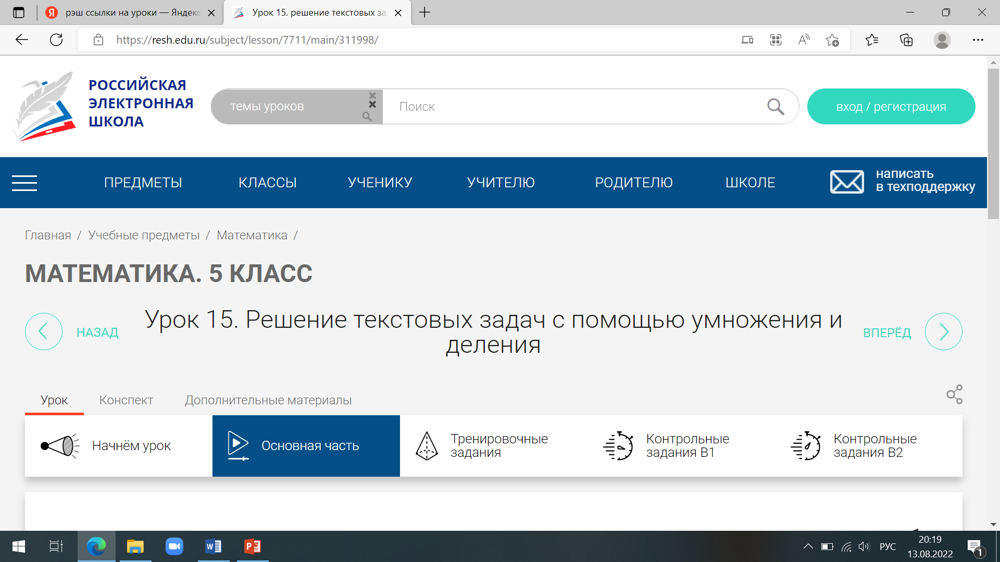 рэш ссылки на уроки — Яндекс
Урок 15. решение текстовых за
https://resh.edu.ru/subject/lesson/7711/main/311998/
РОССИЙСКАЯ
ЭЛЕКТРОННАЯ
ШКОЛА
темы уроков
Поиск
вход / регистрация
ПРЕДМЕТЫ
КЛАССЫ
УЧЕНИКУ
УЧИТЕЛЮ
РОДИТЕЛЮ
ШКОЛЕ
написать
в техподдержку
Главная / Учебные предметы / Математика /
МАТЕМАТИКА. 5 КЛАСС
НАЗАД
Урок 15. Решение текстовых задач с помощью умножения и
деления
ВПЕРЁД
Урок
Конспект
Дополнительные материалы
Начнём урок
Основная часть
Тренировочные
задания
Контрольные
задания В1
Контрольные
задания В2
РУС
20:19
13.08.2022
1